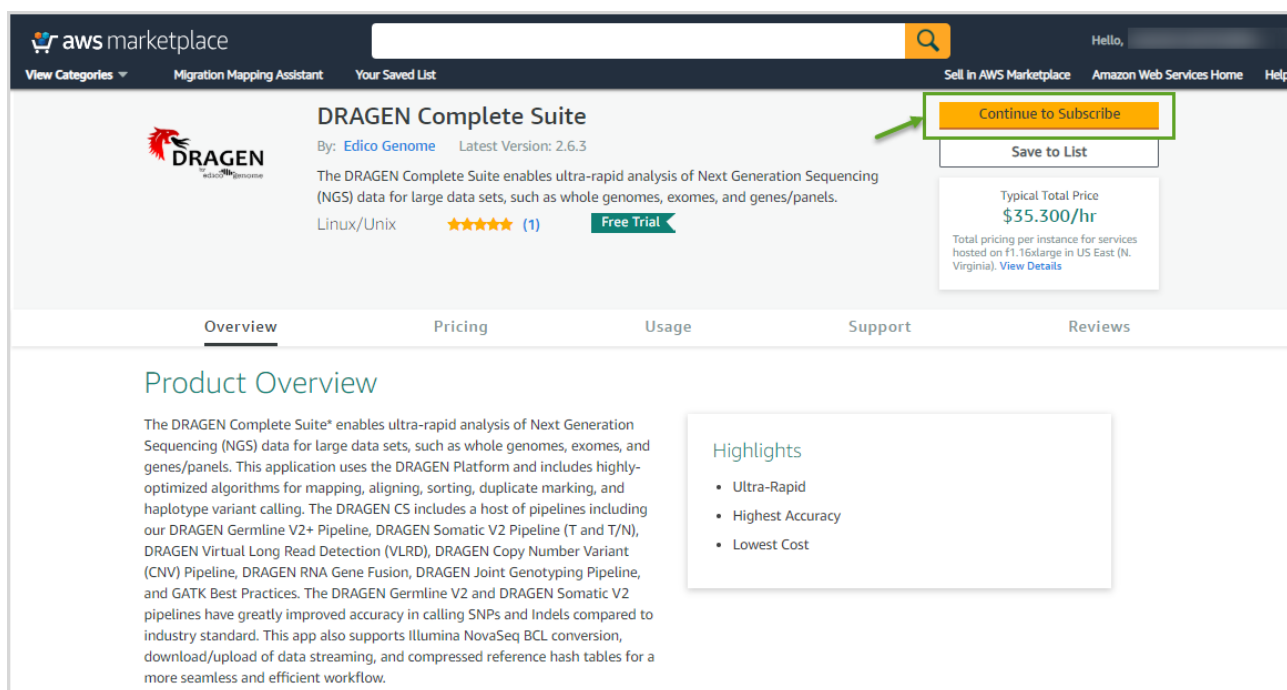 aws marketplace
Hello,
View Categories Migration Mapping Assistant Your Saved List Sell in AWS Marketplace Amazon Web Services Home Help
DRAGEN
by
edico genome
DRAGEN Complete Suite
By: Edico Genome Latest Version: 2.6.3
The DRAGEN Complete Suite enables ultra-rapid analysis of Next Generation Sequencing
(NGS) data for large data sets, such as whole genomes, exomes, and genes/panels.
Linux/Unix (1) Free Trial
Continue to Subscribe
Save to List
Typical Total Price
$35.300/hr
Total pricing per instance for services
hosted on f1.16xlarge in US East (N.
Virginia). View Details
Overview Pricing Usage Support Reviews
Product Overview
The DRAGEN Complete Suite* enables ultra-rapid analysis of Next Generation
Sequencing (NGS) data for large data sets, such as whole genomes, exomes, and
genes/panels. This application uses the DRAGEN Platform and includes highly-
optimized algorithms for mapping, aligning, sorting, duplicate marking, and
haplotype variant calling. The DRAGEN CS includes a host of pipelines including
our DRAGEN Germline V2+ Pipeline, DRAGEN Somatic V2 Pipeline (T and T/N),
DRAGEN Virtual Long Read Detection (VLRD), DRAGEN Copy Number Variant
(CNV) Pipeline, DRAGEN RNA Gene Fusion, DRAGEN Joint Genotyping Pipeline,
and GATK Best Practices. The DRAGEN Germline V2 and DRAGEN Somatic V2
pipelines have greatly improved accuracy in calling SNPs and Indels compared to
industry standard. This app also supports Illumina NovaSeq BCL conversion,
download/upload of data streaming, and compressed reference hash tables for a
more seamless and efficient workflow.
Highlights
• Ultra-Rapid
• Highest Accuracy
• Lowest Cost